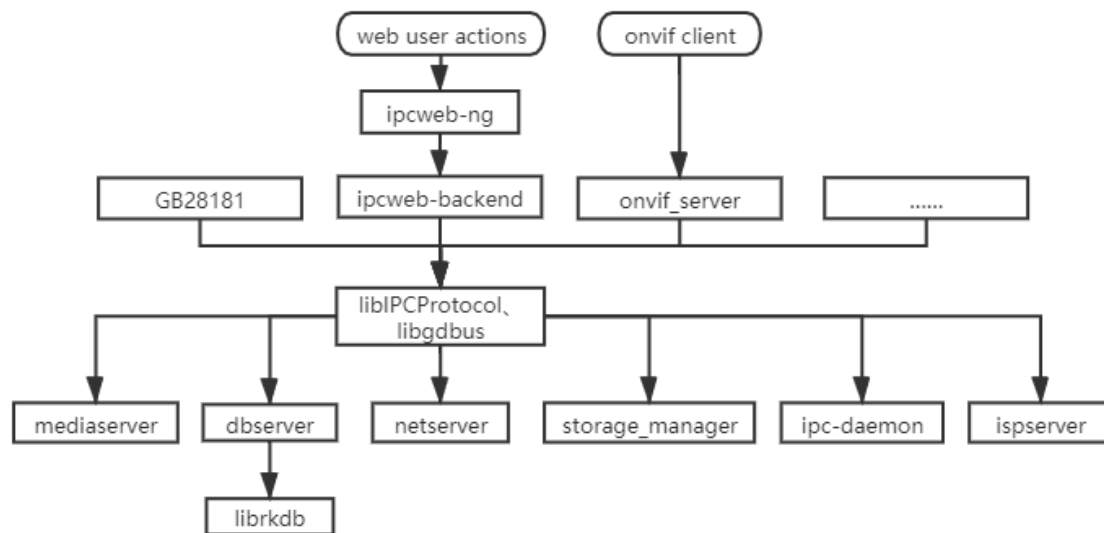 web user actions
onvif client
ipcweb-ng
GB28181
ipcweb-backend
onvif_server
......
libIPCProtocol、
libgdbus
mediaserver
dbserver
netserver
storage_manager
ipc-daemon
ispserver
librkdb